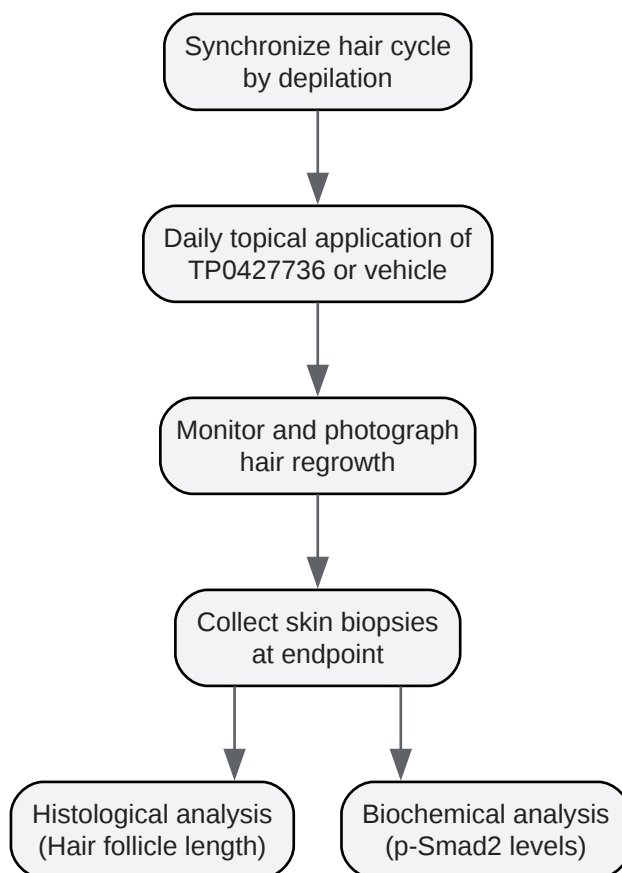 Synchronize hair cycle
by depilation
Daily topical application of
TP0427736 or vehicle
Monitor and photograph
hair regrowth
Collect skin biopsies
at endpoint
Histological analysis
(Hair follicle length)
Biochemical analysis
(p-Smad2 levels)